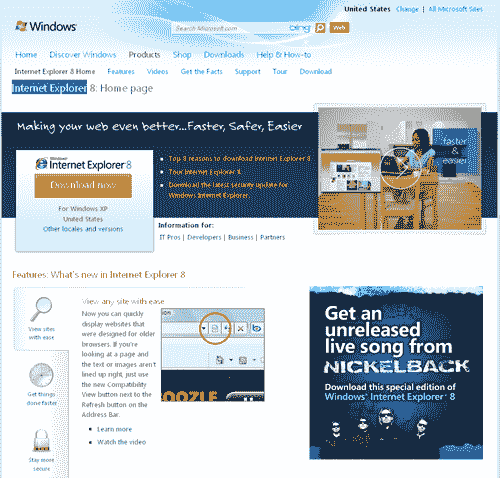 United States Change | All Microsoft Sites
Windows
Search Microsoft.com bing Web
Home Discover Windows Products Shop Downloads Help & How-to
Internet Explorer 8 Home Features Videos Get the Facts Support Tour Download
Internet Explorer 8: Home page
Making your web even better...Faster, Safer, Easier
Windows
Internet Explorer 8
Download now
For Windows XP
United States
Other locales and versions
Top 8 reasons to download Internet Explorer 8
Tour Internet Explorer 8
Download the latest security update for
Windows Internet Explorer.
faster
& easier
Information for:
IT Pros | Developers | Business | Partners
Features: What's new in Internet Explorer 8
View sites
with ease
Get things
done faster
Stay more
secure
View any site with ease
Now you can quickly
display websites that
were designed for older
browsers. If you're
looking at a page and
the text or images aren't
lined up right, just use
the new Compatibility
View button next to the
Refresh button on the
Address Bar.
Learn more
Watch the video
OOZLE
Get an
unreleased
live song from
NICKELBACK
Download this special edition of
Windows Internet Explorer 8